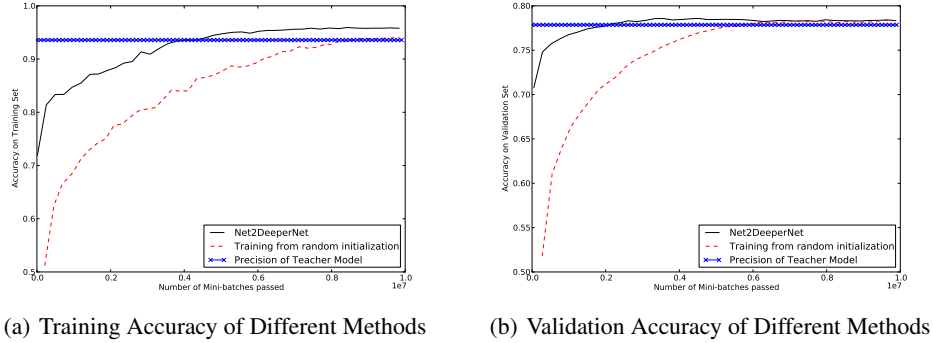 1.0
0.9
0.8
0.7
0.6
0.5
Accuracy on Training Set
Net2DeeperNet
Training from random initialization
Precision of Teacher Model
0.0 0.2 0.4 0.6 0.8 1.0
Number of Mini-batches passed
1e7
(a) Training Accuracy of Different Methods
0.80
0.75
0.70
0.65
0.60
0.55
0.50
Accuracy on Validation Set
Net2DeeperNet
Training from random initialization
Precision of Teacher Model
0.0 0.2 0.4 0.6 0.8 1.0
Number of Mini-batches passed
1e7
(b) Validation Accuracy of Different Methods